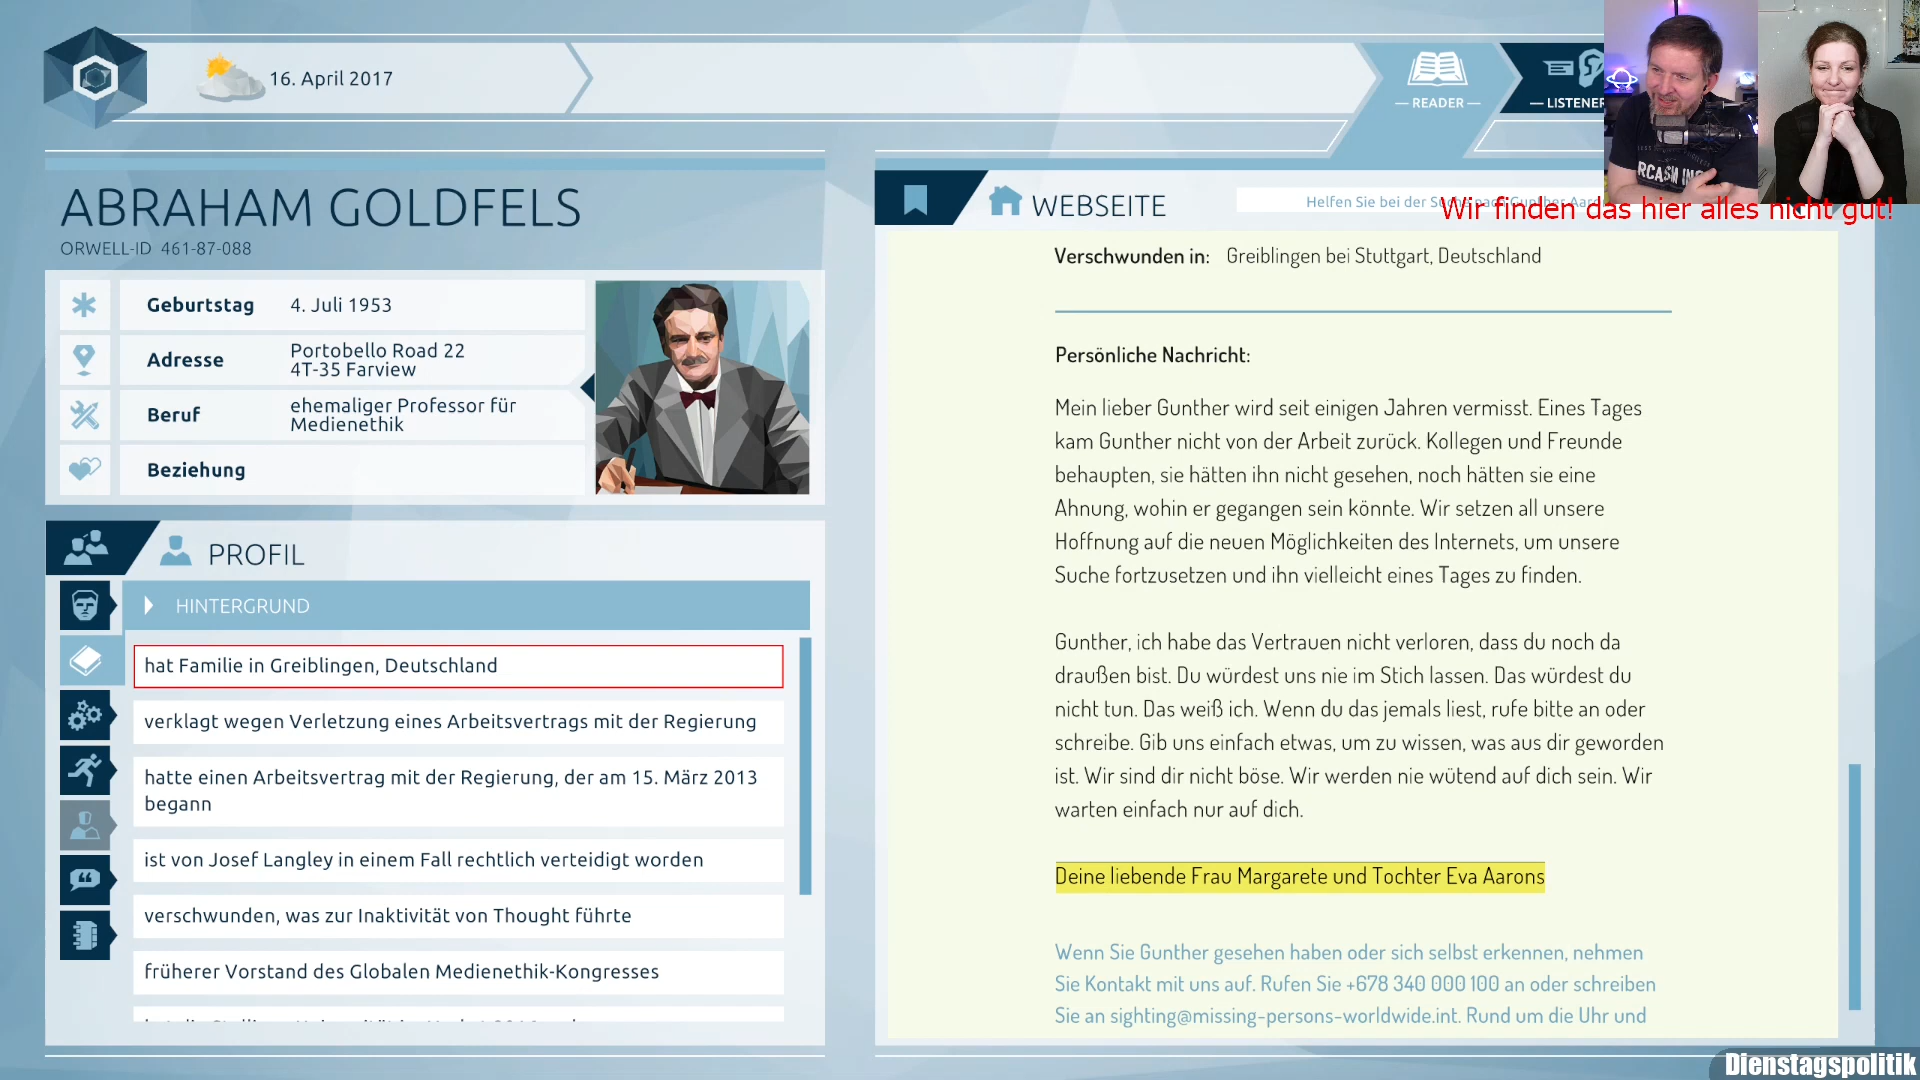 16. April 2017
— READER —
— LISTENER
ABRAHAM GOLDFELS
ORWELL-ID 461-87-088
Geburtstag 4. Juli 1953
Adresse Portobello Road 22
4T-35 Farview
Beruf ehemaliger Professor für
Medienethik
Beziehung
PROFIL
HINTERGRUND
hat Familie in Greiblingen, Deutschland
verklagt wegen Verletzung eines Arbeitsvertrags mit der Regierung
hatte einen Arbeitsvertrag mit der Regierung, der am 15. März 2013
begann
ist von Josef Langley in einem Fall rechtlich verteidigt worden
verschwunden, was zur Inaktivität von Thought führte
früherer Vorstand des Globalen Medienethik-Kongresses
WEBSEITE
Helfen Sie bei der
Wir finden das hier alles nicht gut!
Verschwunden in: Greiblingen bei Stuttgart, Deutschland
Persönliche Nachricht:
Mein lieber Gunther wird seit einigen Jahren vermisst. Eines Tages
kam Gunther nicht von der Arbeit zurück. Kollegen und Freunde
behaupten, sie hätten ihn nicht gesehen, noch hätten sie eine
Ahnung, wohin er gegangen sein könnte. Wir setzen all unsere
Hoffnung auf die neuen Möglichkeiten des Internets, um unsere
Suche fortzusetzen und ihn vielleicht eines Tages zu finden.
Gunther, ich habe das Vertrauen nicht verloren, dass du noch da
draußen bist. Du würdest uns nie im Stich lassen. Das würdest du
nicht tun. Das weiß ich. Wenn du das jemals liest, rufe bitte an oder
schreibe. Gib uns einfach etwas, um zu wissen, was aus dir geworden
ist. Wir sind dir nicht böse. Wir werden nie wütend auf dich sein. Wir
warten einfach nur auf dich.
Deine liebende Frau Margarete und Tochter Eva Aarons
Wenn Sie Gunther gesehen haben oder sich selbst erkennen, nehmen
Sie Kontakt mit uns auf. Rufen Sie +678 340 000 100 an oder schreiben
Sie an sighting@missing-persons-worldwide.int. Rund um die Uhr und
Dienstagspolitik